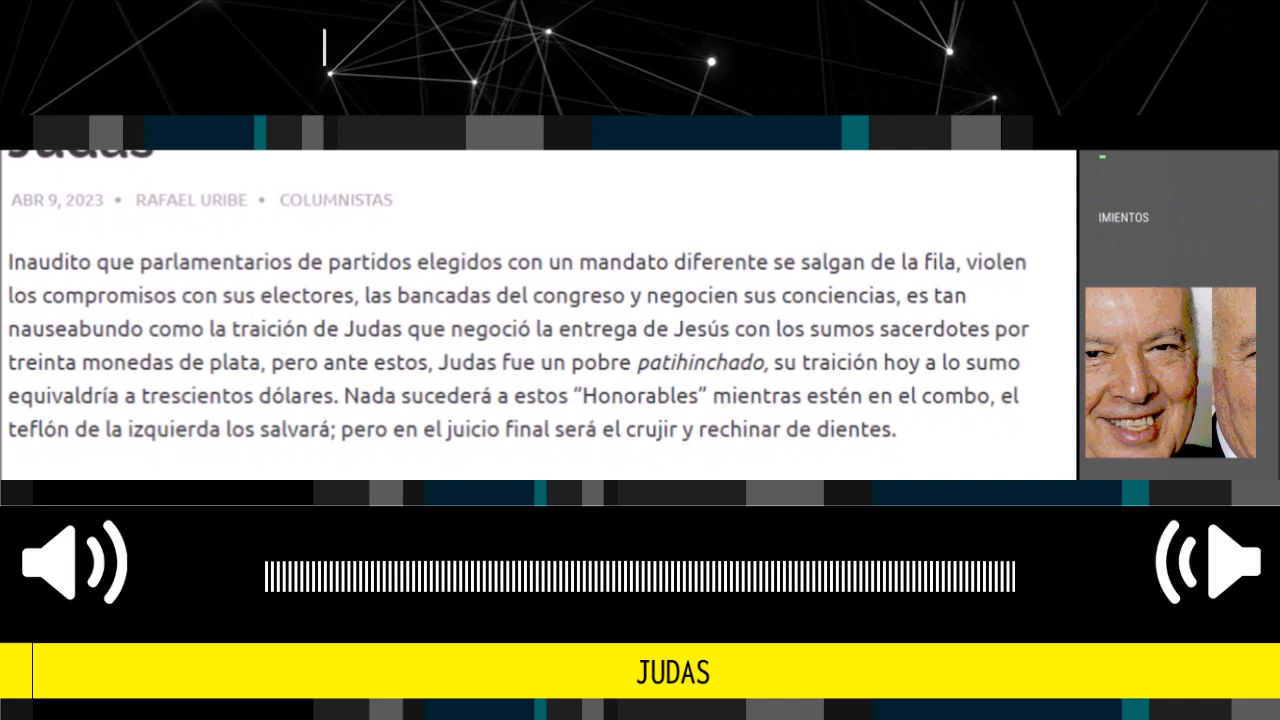 Judas
ABR 9, 2023 • RAFAEL URIBE • COLUMNISTAS
Inaudito que parlamentarios de partidos elegidos con un mandato diferente se salgan de la fila, violen
los compromisos con sus electores, las bancadas del congreso y negocien sus conciencias, es tan
nauseabundo como la traición de Judas que negoció la entrega de Jesús con los sumos sacerdotes por
treinta monedas de plata, pero ante estos, Judas fue un pobre patihinchado, su traición hoy a lo sumo
equivaldría a trescientos dólares. Nada sucederá a estos “Honorables” mientras estén en el combo, el
teflón de la izquierda los salvará; pero en el juicio final será el crujir y rechinar de dientes.
IMIENTOS
JUDAS